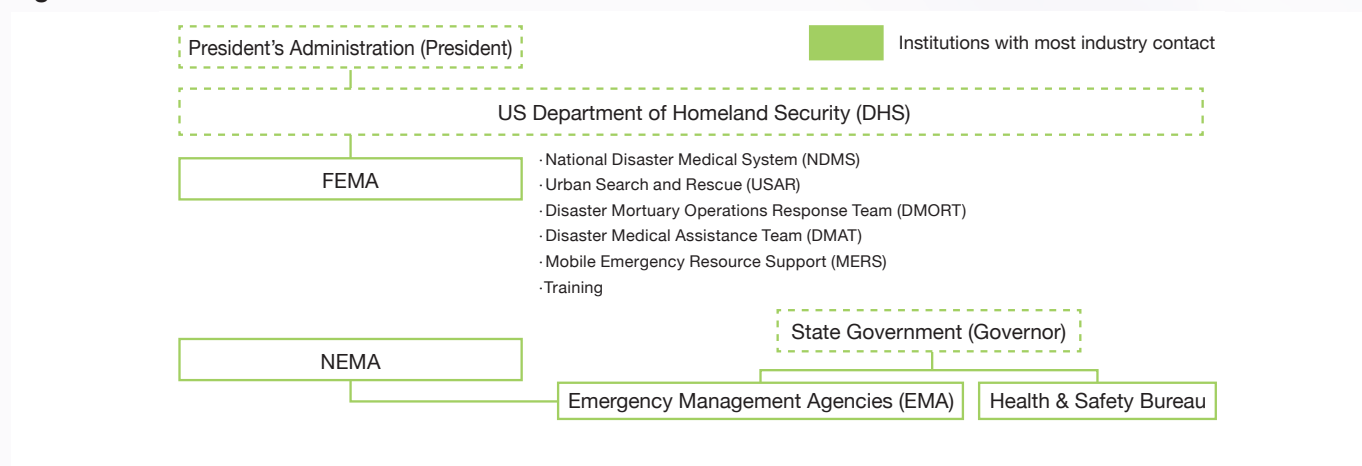 President's Administration (President)
Institutions with most industry contact
US Department of Homeland Security (DHS)
FEMA
· National Disaster Medical System (NDMS)
· Urban Search and Rescue (USAR)
· Disaster Mortuary Operations Response Team (DMORT)
· Disaster Medical Assistance Team (DMAT)
· Mobile Emergency Resource Support (MERS)
· Training
State Government (Governor)
NEMA
Emergency Management Agencies (EMA)
Health & Safety Bureau